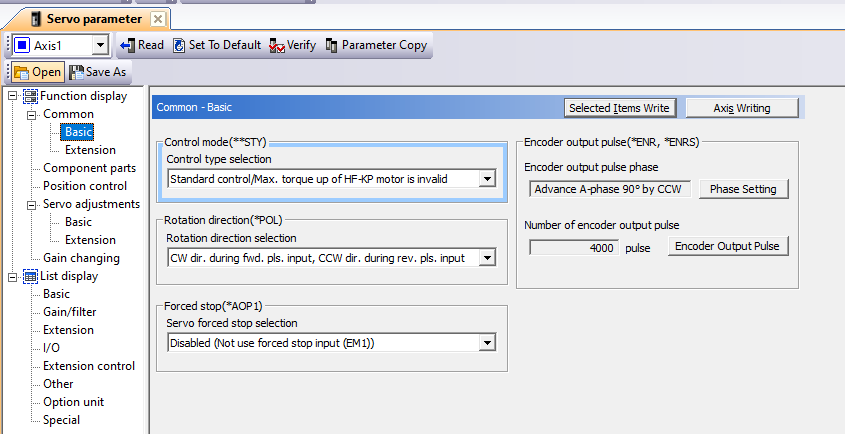 Servo parameter
Axis1 Read Set To Default Verify Parameter Copy
Open Save As
Function display
Common
Basic
Extension
Component parts
Position control
Servo adjustments
Basic
Extension
Gain changing
List display
Basic
Gain/filter
Extension
I/O
Extension control
Other
Option unit
Special
Common - Basic
Selected Items Write
Axis Writing
Control mode(**STY)
Control type selection
Standard control/Max. torque up of HF-KP motor is invalid
Rotation direction(*POL)
Rotation direction selection
CW dir. during fwd. pls. input, CCW dir. during rev. pls. input
Forced stop(*AOP1)
Servo forced stop selection
Disabled (Not use forced stop input (EM1))
Encoder output pulse(*ENR, *ENRS)
Encoder output pulse phase
Advance A-phase 90° by CCW Phase Setting
Number of encoder output pulse
4000 pulse Encoder Output Pulse